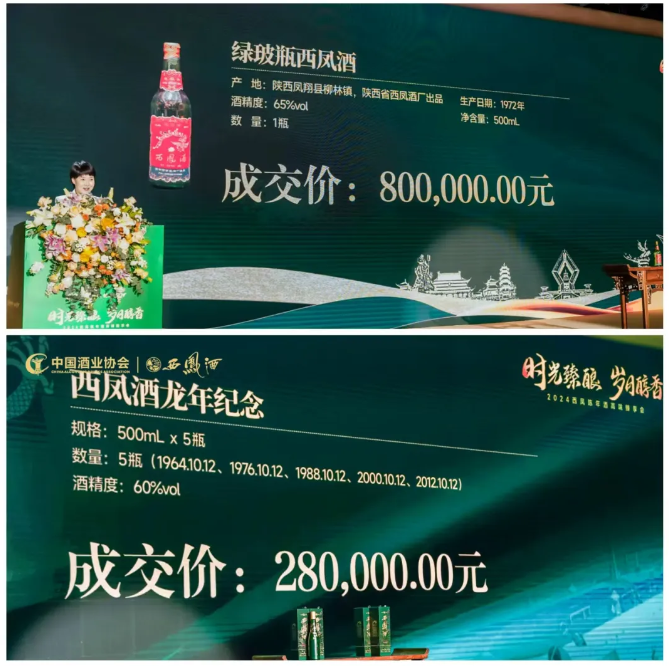 绿玻瓶西凤酒
产 地：陕西凤翔县柳林镇，陕西省西凤酒厂出品 生产日期：1972年
酒精度：65%vol 净含量：500mL
数 量：1瓶
西凤酒
成交价：800,000.00元
时光臻酿 岁月醇香
中国酒业协会 西凤酒
时光臻酿 岁月醇香
西凤酒龙年纪念
规格：500mL x 5瓶
数量：5瓶（1964.10.12、1976.10.12、1988.10.12、2000.10.12、2012.10.12）
酒精度：60%vol
成交价：280,000.00元